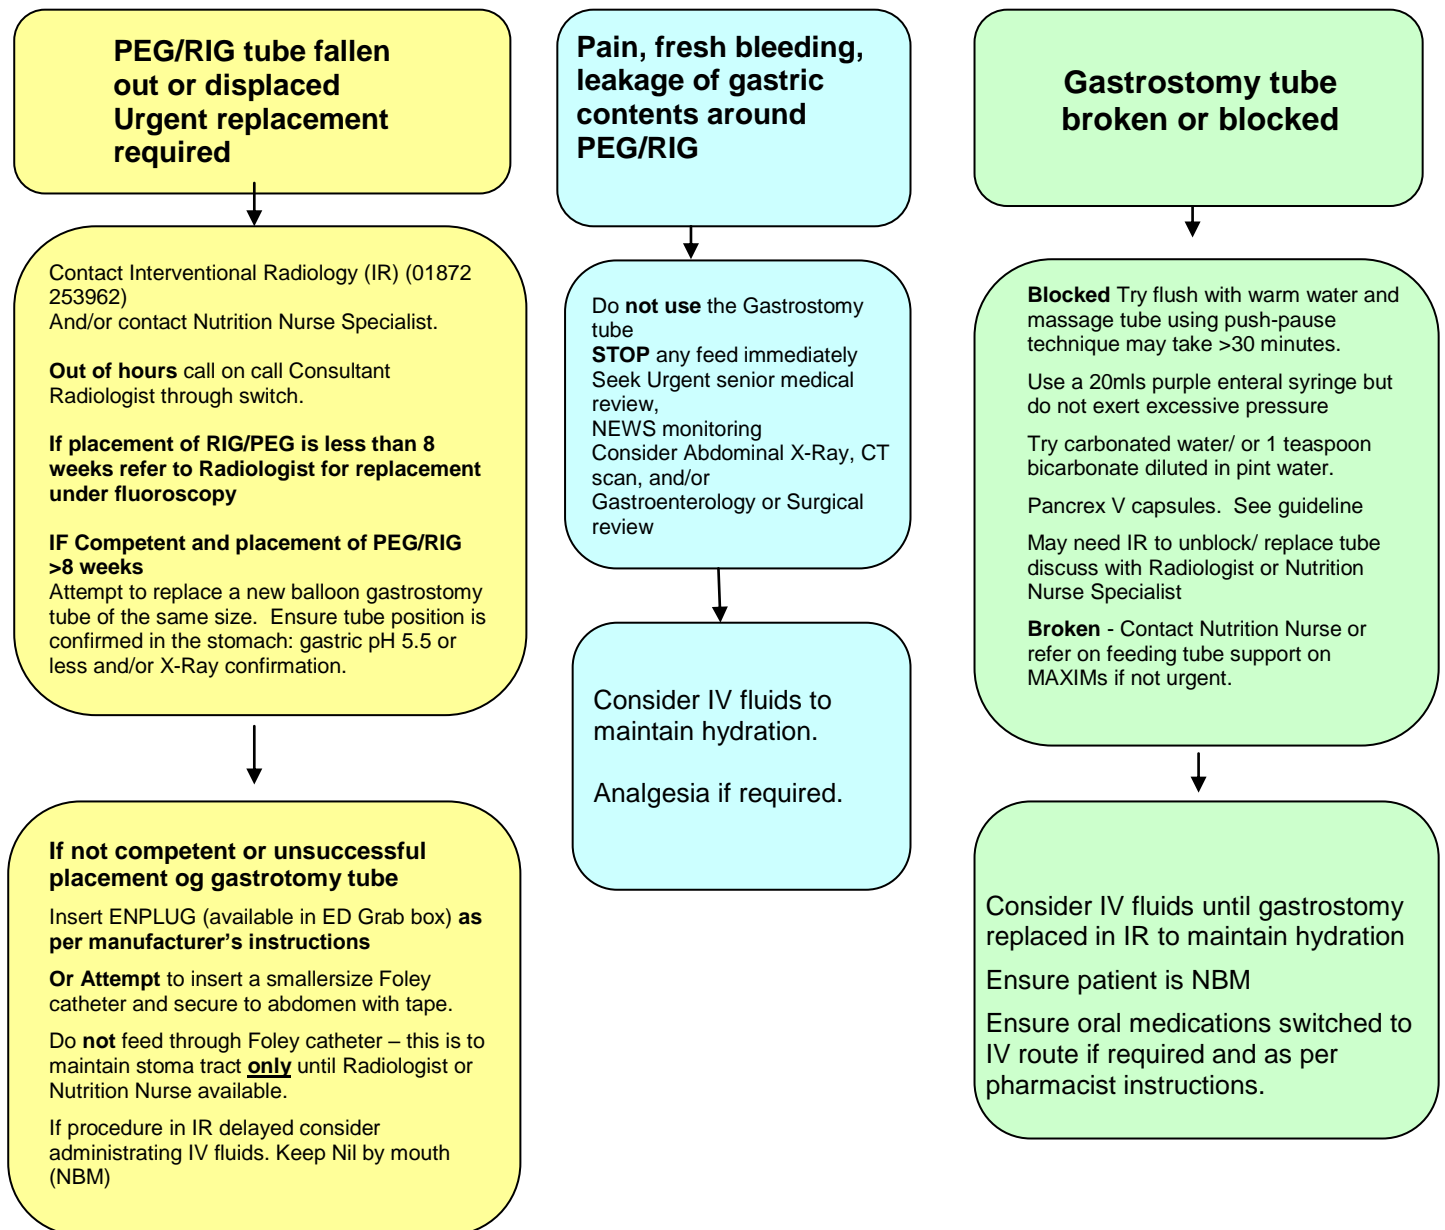 PEG/RIG tube fallen
out or displaced
Urgent replacement
required
Contact Interventional Radiology (IR) (01872
253962)
And/or contact Nutrition Nurse Specialist.
Out of hours call on call Consultant
Radiologist through switch.
If placement of RIG/PEG is less than 8
weeks refer to Radiologist for replacement
under fluoroscopy
IF Competent and placement of PEG/RIG
>8 weeks
Attempt to replace a new balloon gastrostomy
tube of the same size.  Ensure tube position is
confirmed in the stomach: gastric pH 5.5 or
less and/or X-Ray confirmation.
If not competent or unsuccessful
placement og gastrotomy tube
Insert ENPLUG (available in ED Grab box) as
per manufacturer's instructions
Or Attempt to insert a smallersize Foley
catheter and secure to abdomen with tape.
Do not feed through Foley catheter – this is to
maintain stoma tract only until Radiologist or
Nutrition Nurse available.
If procedure in IR delayed consider
administrating IV fluids. Keep Nil by mouth
(NBM)
Pain, fresh bleeding,
leakage of gastric
contents around
PEG/RIG
Do not use the Gastrostomy
tube
STOP any feed immediately
Seek Urgent senior medical
review,
NEWS monitoring
Consider Abdominal X-Ray, CT
scan, and/or
Gastroenterology or Surgical
review
Consider IV fluids to
maintain hydration.
Analgesia if required.
Gastrostomy tube
broken or blocked
Blocked Try flush with warm water and
massage tube using push-pause
technique may take >30 minutes.
Use a 20mls purple enteral syringe but
do not exert excessive pressure
Try carbonated water/ or 1 teaspoon
bicarbonate diluted in pint water.
Pancrex V capsules.  See guideline
May need IR to unblock/ replace tube
discuss with Radiologist or Nutrition
Nurse Specialist
Broken - Contact Nutrition Nurse or
refer on feeding tube support on
MAXIMs if not urgent.
Consider IV fluids until gastrostomy
replaced in IR to maintain hydration
Ensure patient is NBM
Ensure oral medications switched to
IV route if required and as per
pharmacist instructions.